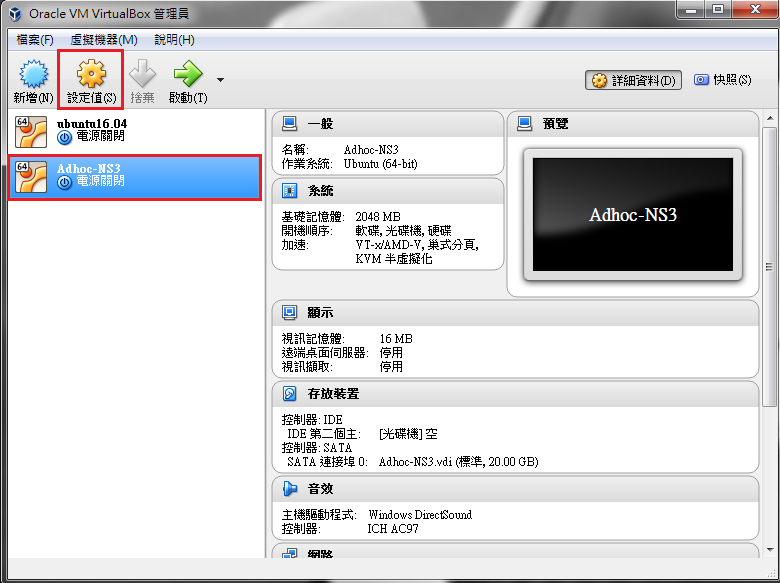 Oracle VM VirtualBox 管理員
檔案(F) 虛擬機器(M) 說明(H)
新增(N) 設定值(S) 捨棄 啟動(T) 詳細資料(D) 快照(S)
64 ubuntu16.04
電源關閉
64 Adhoc-NS3
電源關閉
一般
名稱: Adhoc-NS3
作業系統: Ubuntu (64-bit)
系統
基礎記憶體: 2048 MB
開機順序: 軟碟, 光碟機, 硬碟
加速: VT-x/AMD-V, 巢式分頁,
KVM 半虛擬化
預覽
Adhoc-NS3
顯示
視訊記憶體: 16 MB
遠端桌面伺服器: 停用
視訊擷取: 停用
存放裝置
控制器: IDE
IDE 第二個主: [光碟機] 空
控制器: SATA
SATA 連接埠 0: Adhoc-NS3.vdi (標準, 20.00 GB)
音效
主機驅動程式: Windows DirectSound
控制器: ICH AC97
網路